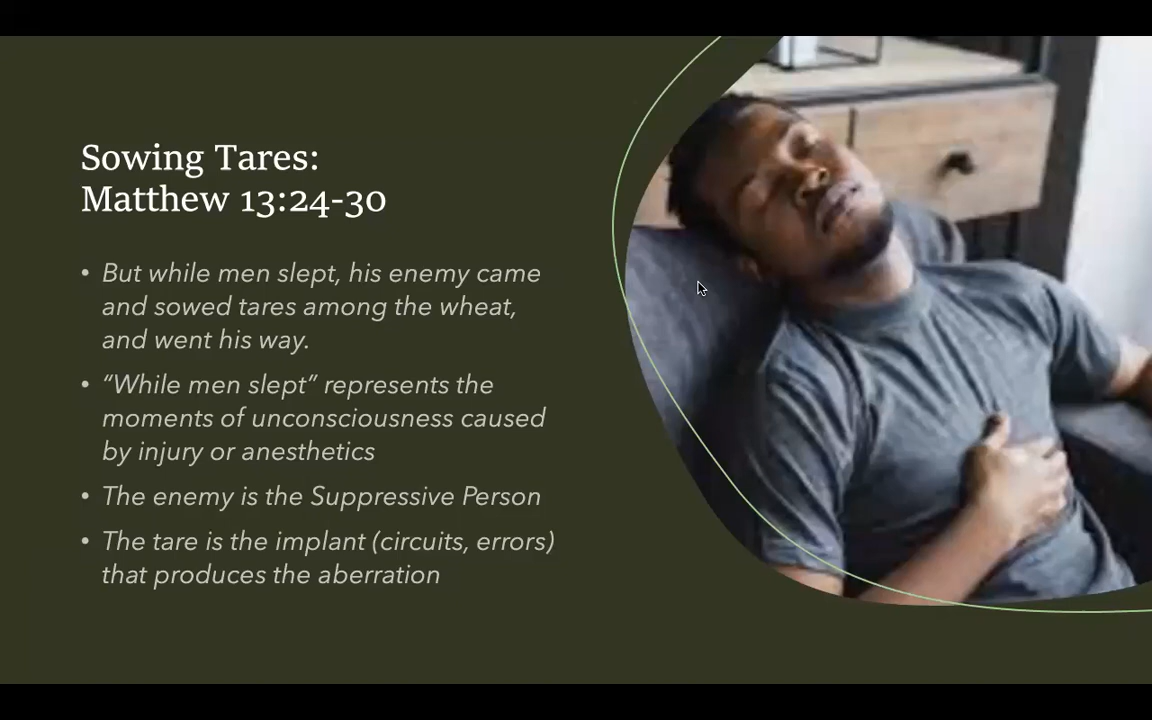 Sowing Tares:
Matthew 13:24-30
• But while men slept, his enemy came
and sowed tares among the wheat,
and went his way.
• “While men slept” represents the
moments of unconsciousness caused
by injury or anesthetics
• The enemy is the Suppressive Person
• The tare is the implant (circuits, errors)
that produces the aberration